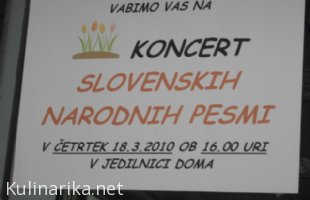 VABIMO VAS NA
KONCERT
SLOVENSKIH
NARODNIH PESMI
V ČETRTEK 18.3.2010 OB 16.00 URI
V JEDILNICI DOMA
Kulinarika.net